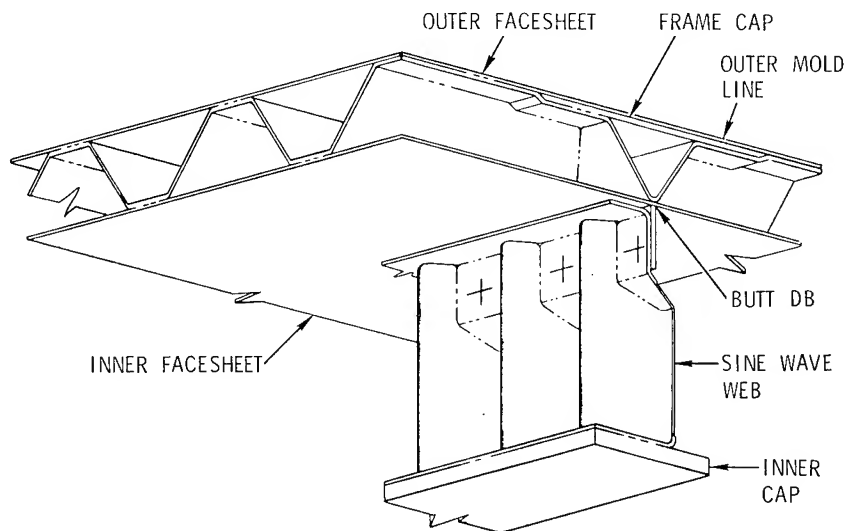 OUTER FACESHEET
FRAME CAP
OUTER MOLD
LINE
BUTT DB
INNER FACESHEET
SINE WAVE
WEB
INNER
CAP